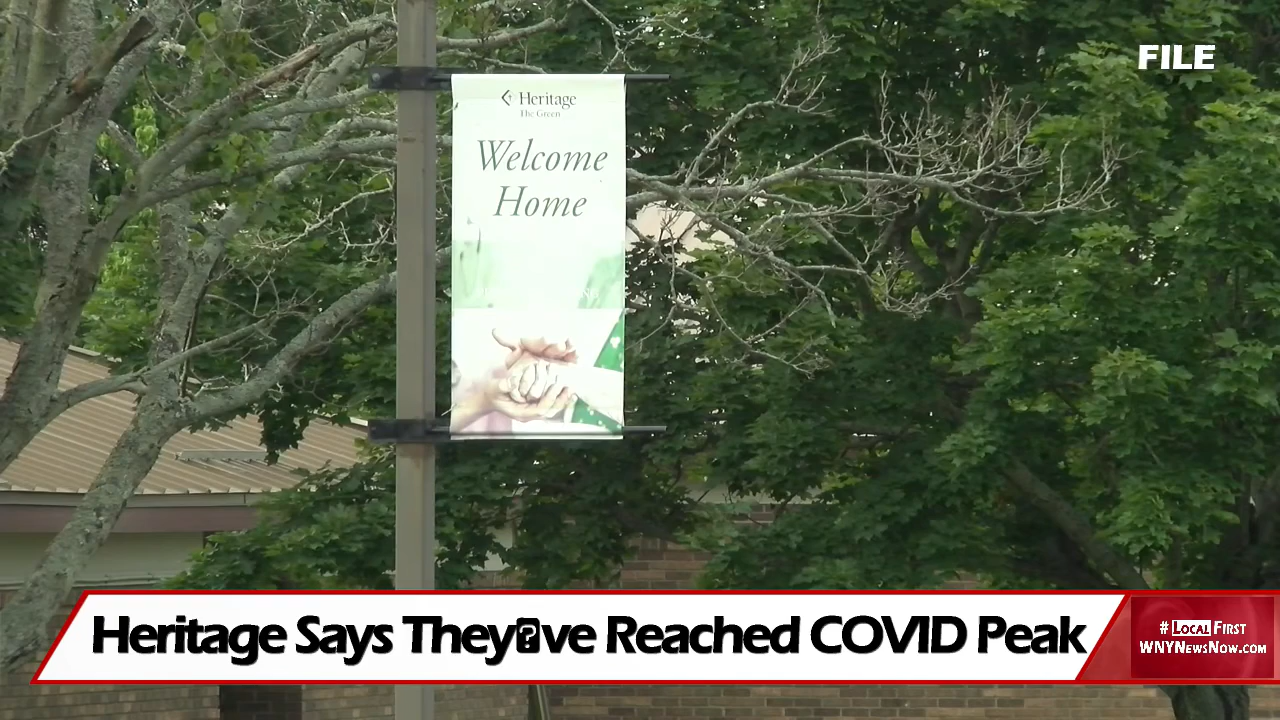 FILE
Heritage
The Green
Welcome
Home
Heritage Says They�ve Reached COVID Peak
# LOCAL FIRST
WNYNEWSNOW.COM